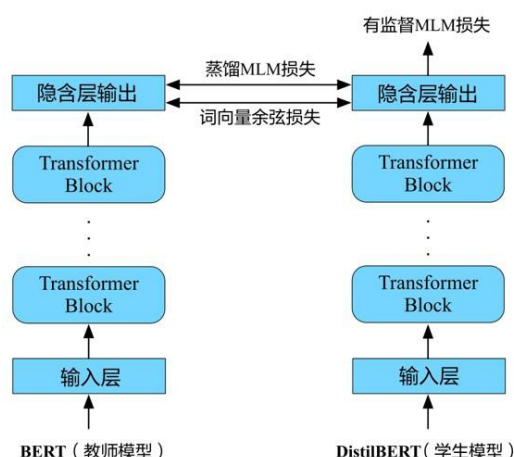 有监督MLM损失
蒸馏MLM损失
隐含层输出
隐含层输出
词向量余弦损失
Transformer
Block
Transformer
Block
Transformer
Block
Transformer
Block
输入层
输入层
BERT（教师模型）
DistilBERT（学生模型）